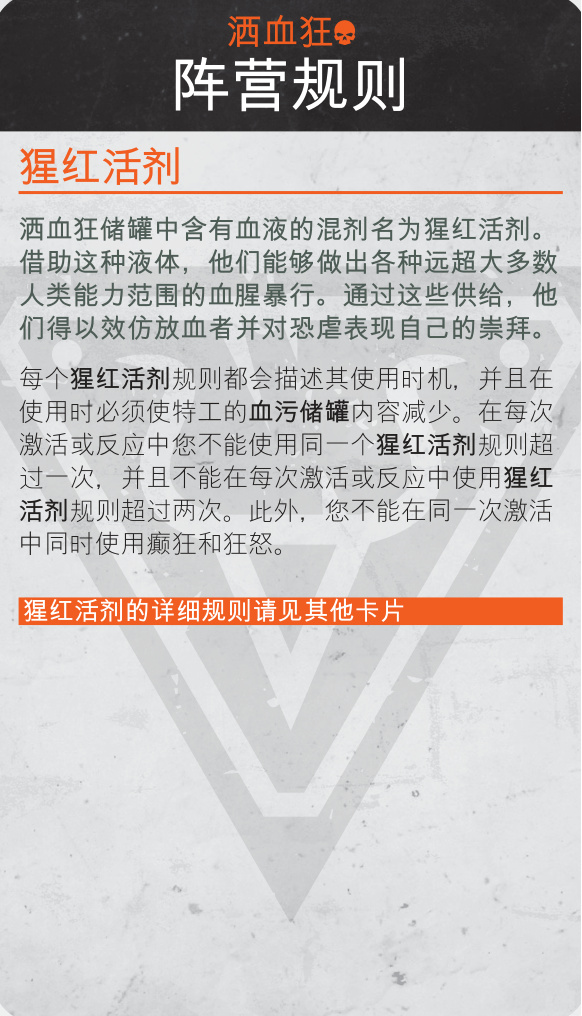 洒血狂
阵营规则
猩红活剂
洒血狂储罐中含有血液的混剂名为猩红活剂。
借助这种液体，他们能够做出各种远超大多数
人类能力范围的血腥暴行。通过这些供给，他
们得以效仿放血者并对恐虐表现自己的崇拜。
每个猩红活剂规则都会描述其使用时机，并且在
使用时必须使特工的血污储罐内容减少。在每次
激活或反应中您不能使用同一个猩红活剂规则超
过一次，并且不能在每次激活或反应中使用猩红
活剂规则超过两次。此外，您不能在同一次激活
中同时使用癫狂和狂怒。
猩红活剂的详细规则请见其他卡片